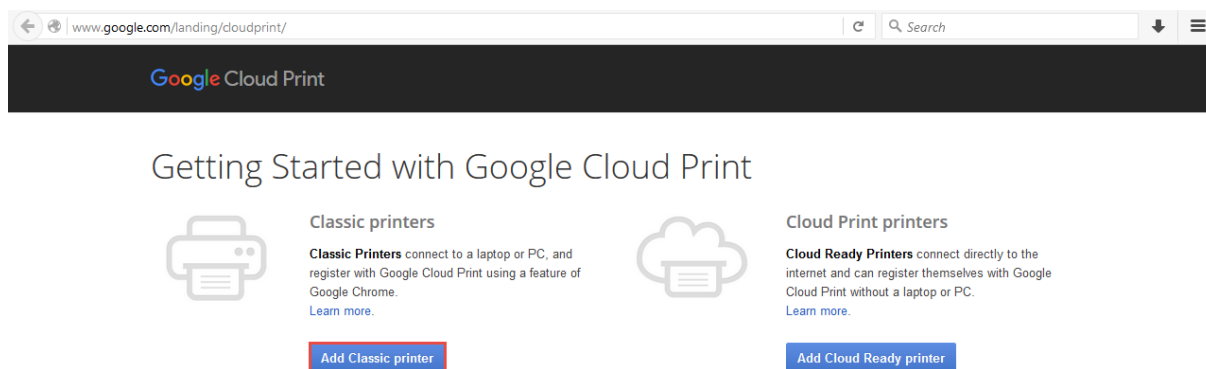 www.google.com/landing/cloudprint/
Search
Google Cloud Print
Getting Started with Google Cloud Print
Classic printers
Classic Printers connect to a laptop or PC, and
register with Google Cloud Print using a feature of
Google Chrome.
Learn more.
Add Classic printer
Cloud Print printers
Cloud Ready Printers connect directly to the
internet and can register themselves with Google
Cloud Print without a laptop or PC.
Learn more.
Add Cloud Ready printer